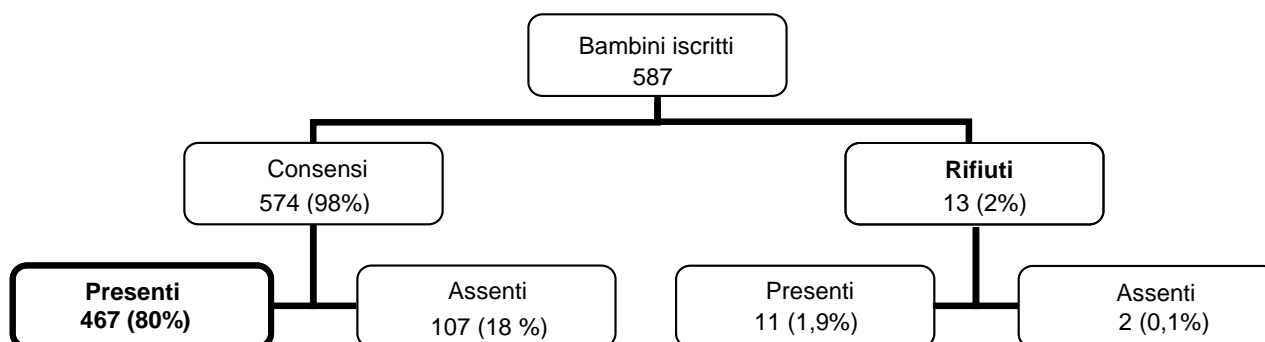 Bambini iscritti
587
Consensi
574 (98%)
Rifiuti
13 (2%)
Presenti
467 (80%)
Assenti
107 (18 %)
Presenti
11 (1,9%)
Assenti
2 (0,1%)